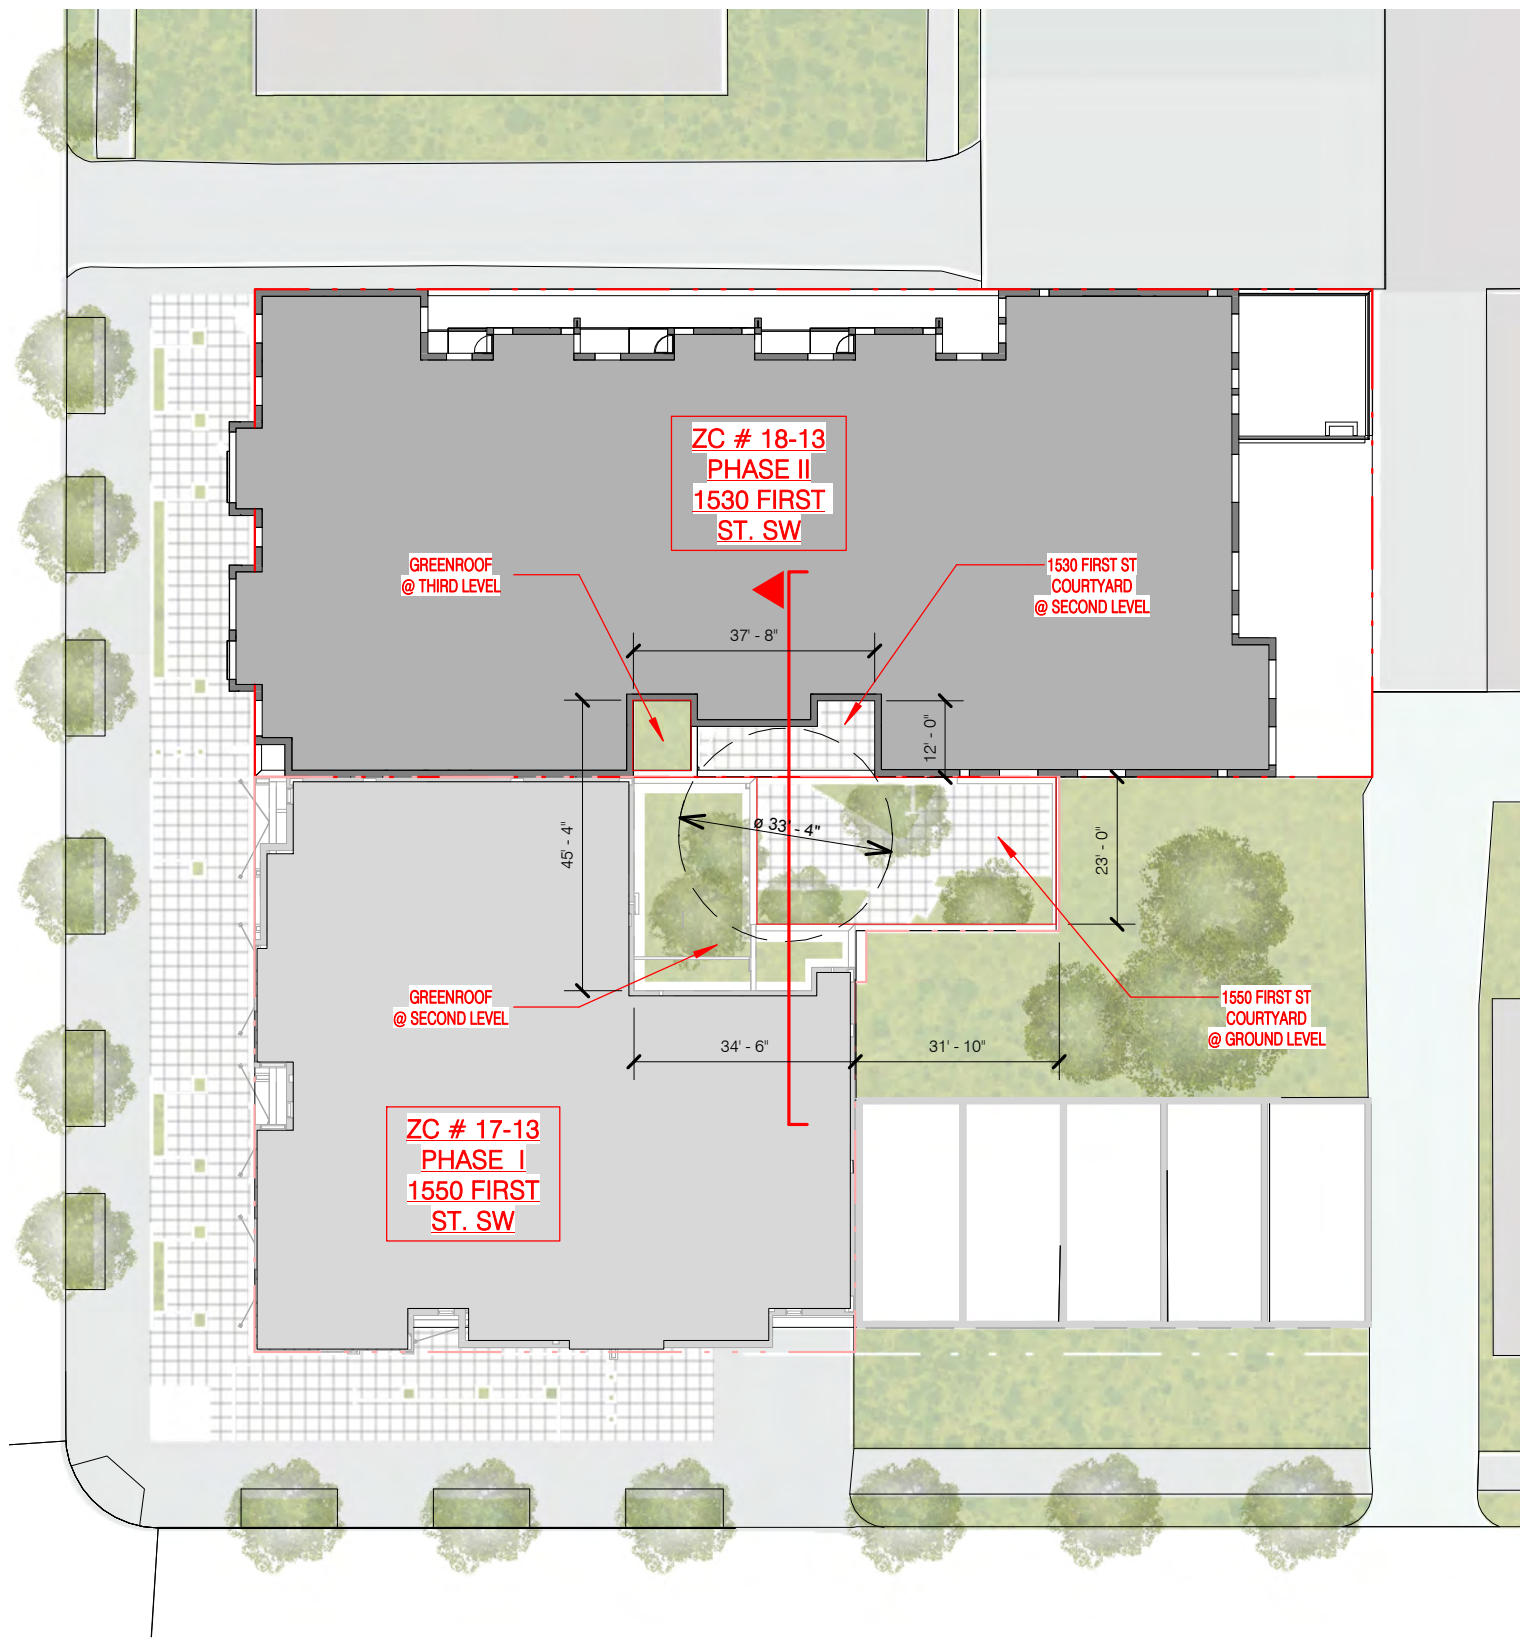 ZC # 18-13
PHASE II
1530 FIRST
ST. SW
GREENROOF
@ THIRD LEVEL
1530 FIRST ST
COURTYARD
@ SECOND LEVEL
37' - 8"
12' - 0"
45' - 4"
ø 33' - 4"
23' - 0"
GREENROOF
@ SECOND LEVEL
1550 FIRST ST
COURTYARD
@ GROUND LEVEL
34' - 6"
31' - 10"
ZC # 17-13
PHASE I
1550 FIRST
ST. SW